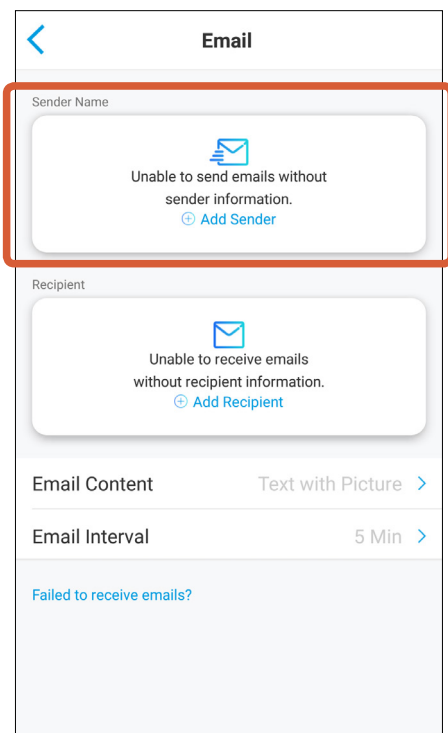 Email
Sender Name
Unable to send emails without
sender information.
Add Sender
Recipient
Unable to receive emails
without recipient information.
Add Recipient
Email Content Text with Picture
Email Interval 5 Min
Failed to receive emails?